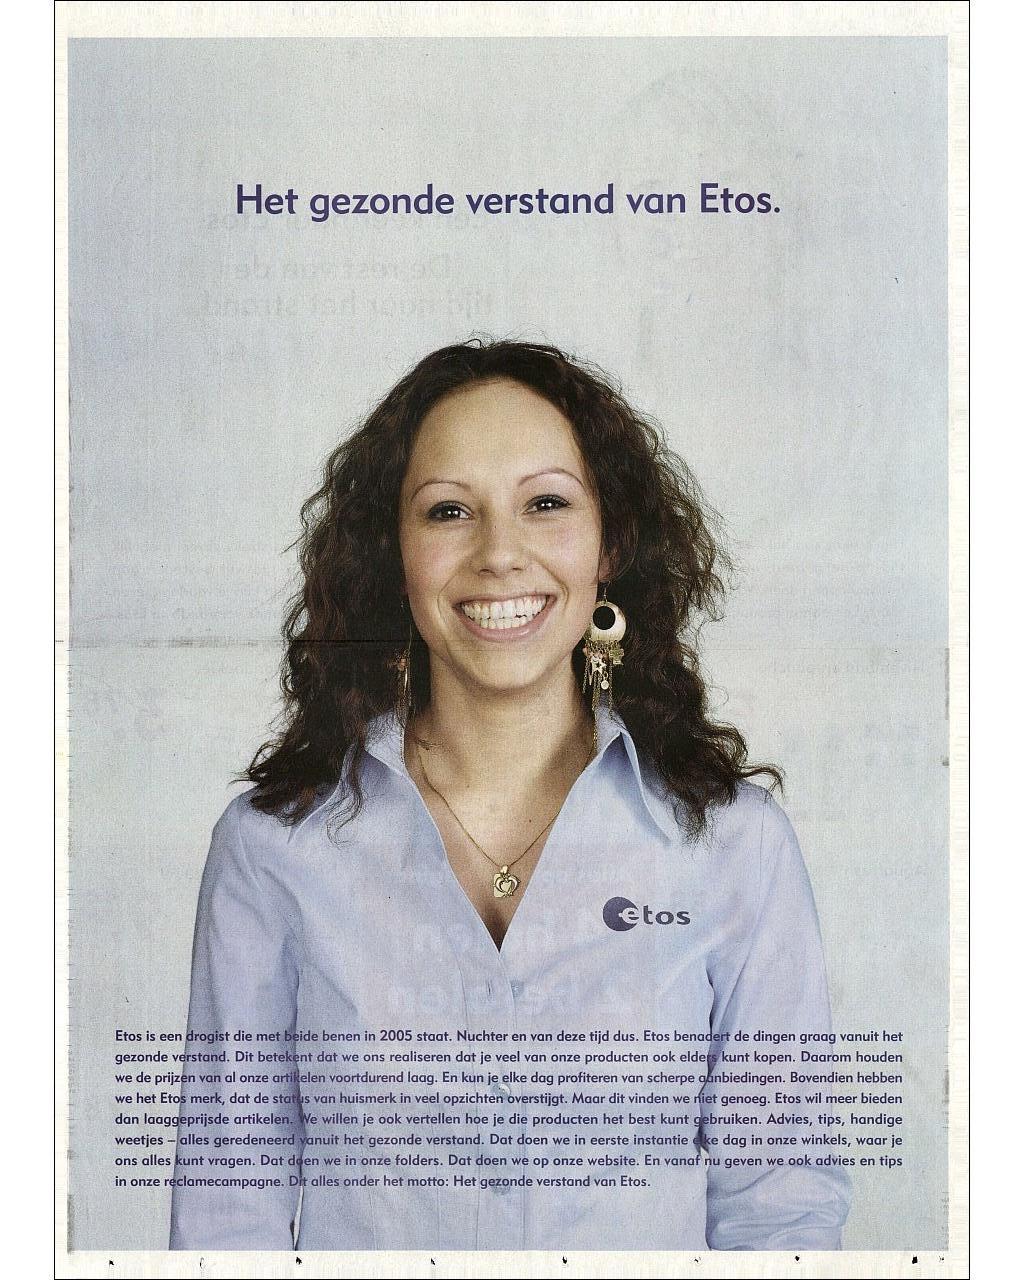 Het gezonde verstand van Etos.
etos
Etos is een drogist die met beide benen in 2005 staat. Nuchter en van deze tijd dus. Etos benadert de dingen graag vanuit het
gezonde verstand. Dit betekent dat we ons realiseren dat je veel van onze producten ook elders kunt kopen. Daarom houden
we de prijzen van al onze artikelen voortdurend laag. En kun je elke dag profiteren van scherpe aanbiedingen. Bovendien hebben
we het Etos merk, dat de status van huismerk in veel opzichten overstijgt. Maar dit vinden we niet genoeg. Etos wil meer bieden
dan laaggeprijsde artikelen. We willen je ook vertellen hoe je die producten het best kunt gebruiken. Advies, tips, handige
weetjes – alles geredeneerd vanuit het gezonde verstand. Dat doen we in eerste instantie elke dag in onze winkels, waar je
ons alles kunt vragen. Dat doen we in onze folders. Dat doen we op onze website. En vanaf nu geven we ook advies en tips
in onze reclamecampagne. Dit alles onder het motto: Het gezonde verstand van Etos.